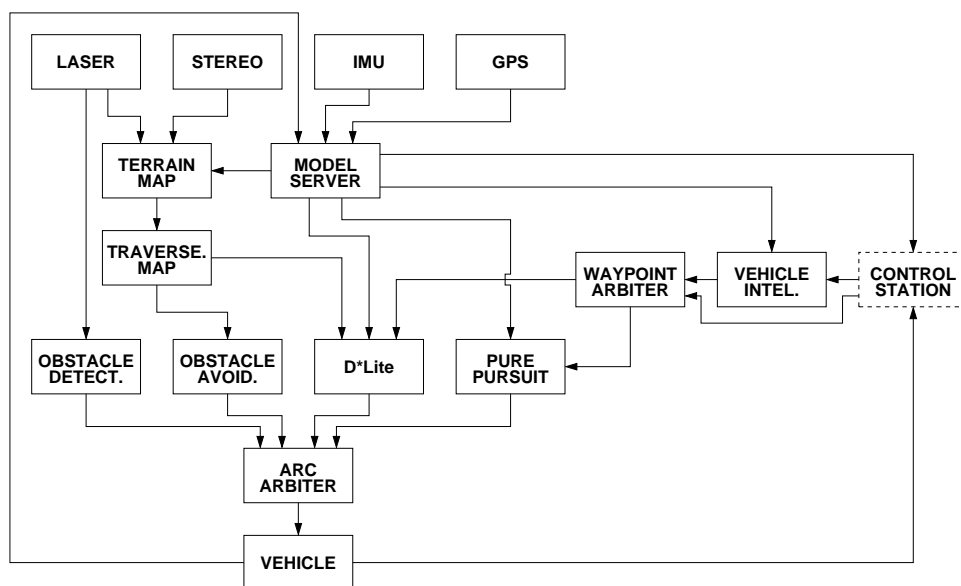 LASER
STEREO
IMU
GPS
TERRAIN
MAP
MODEL
SERVER
TRAVERSE.
MAP
WAYPOINT
ARBITER
VEHICLE
INTEL.
CONTROL
STATION
OBSTACLE
DETECT.
OBSTACLE
AVOID.
D*Lite
PURE
PURSUIT
ARC
ARBITER
VEHICLE